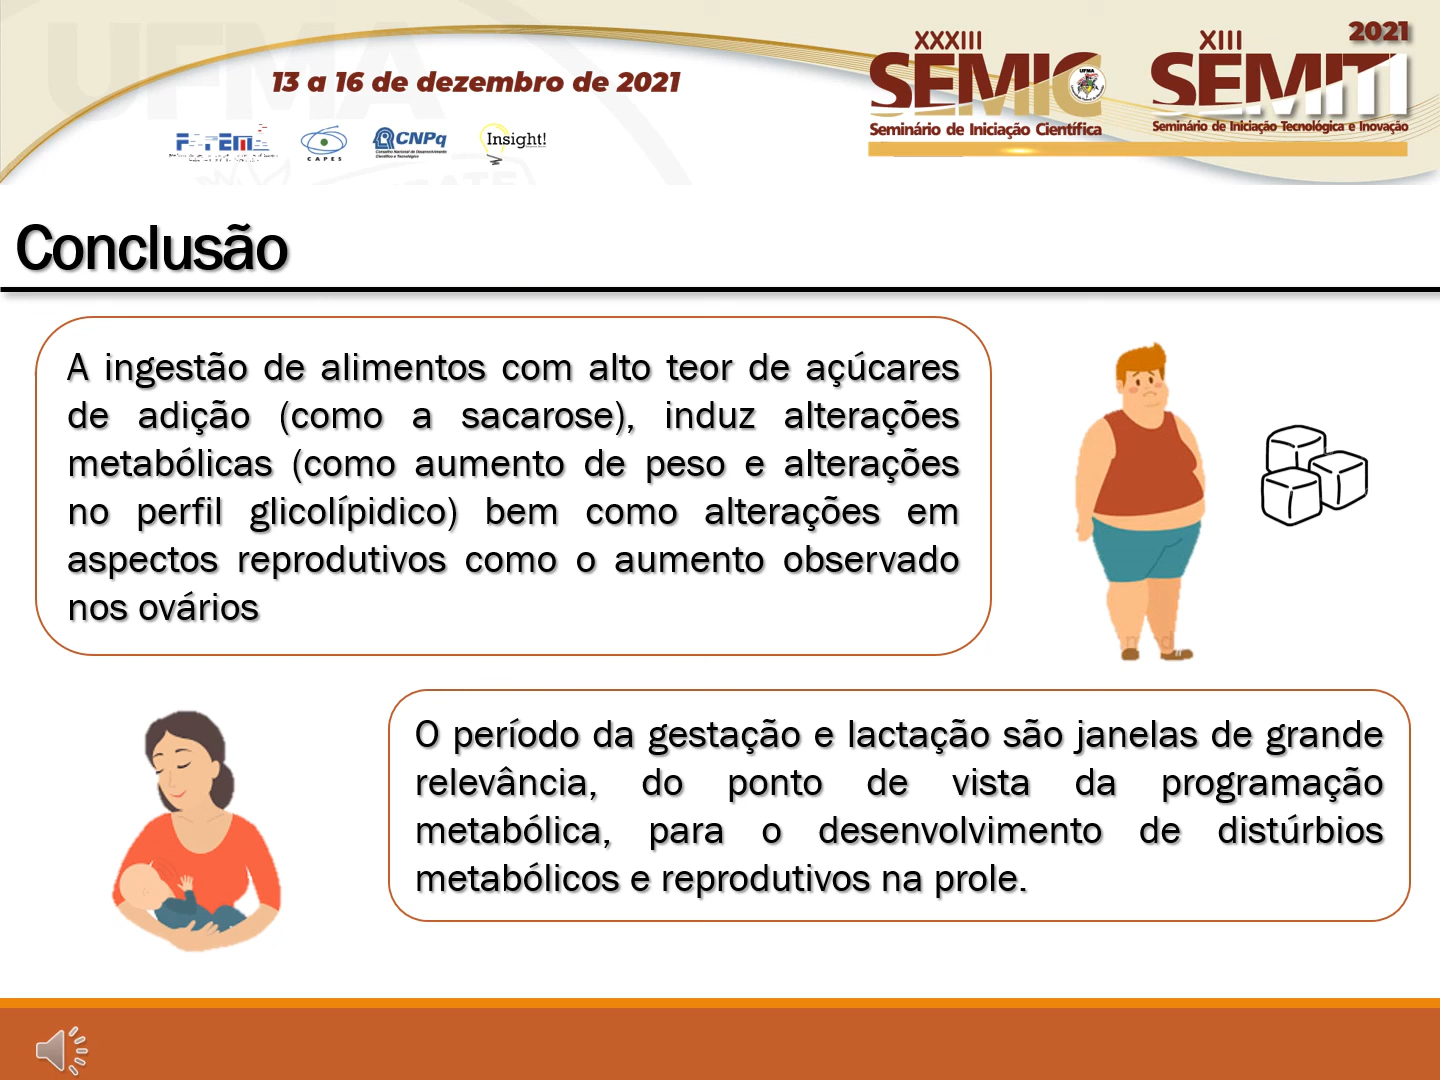 2021
XXXIII
XIII
SEMIC
SEMITI
13 a 16 de dezembro de 2021
Seminário de Iniciação Científica
Seminário de Iniciação Tecnológica e Inovação
UFMA
FAPEMA
CAPES
CNPq
Conselho Nacional de Desenvolvimento
Científico e Tecnológico
Insight!
Conclusão
A ingestão de alimentos com alto teor de açúcares
de adição (como a sacarose), induz alterações
metabólicas (como aumento de peso e alterações
no perfil glicolípidico) bem como alterações em
aspectos reprodutivos como o aumento observado
nos ovários
O período da gestação e lactação são janelas de grande
relevância, do ponto de vista da programação
metabólica, para o desenvolvimento de distúrbios
metabólicos e reprodutivos na prole.